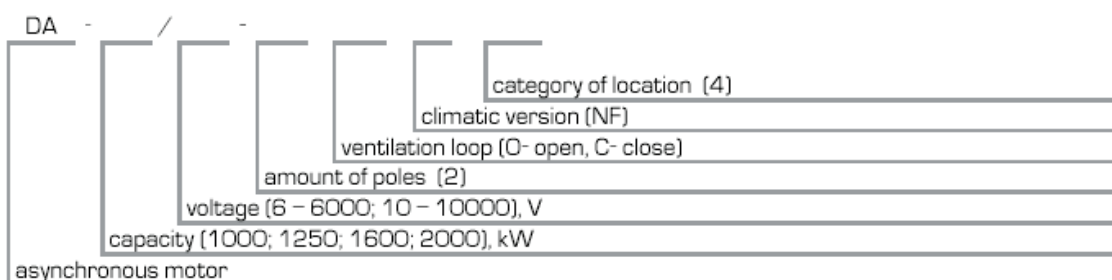 DA - / -
category of location (4)
climatic version (NF)
ventilation loop (O- open, C- close)
amount of poles (2)
voltage (6 – 6000; 10 – 10000), V
capacity (1000; 1250; 1600; 2000), kW
asynchronous motor